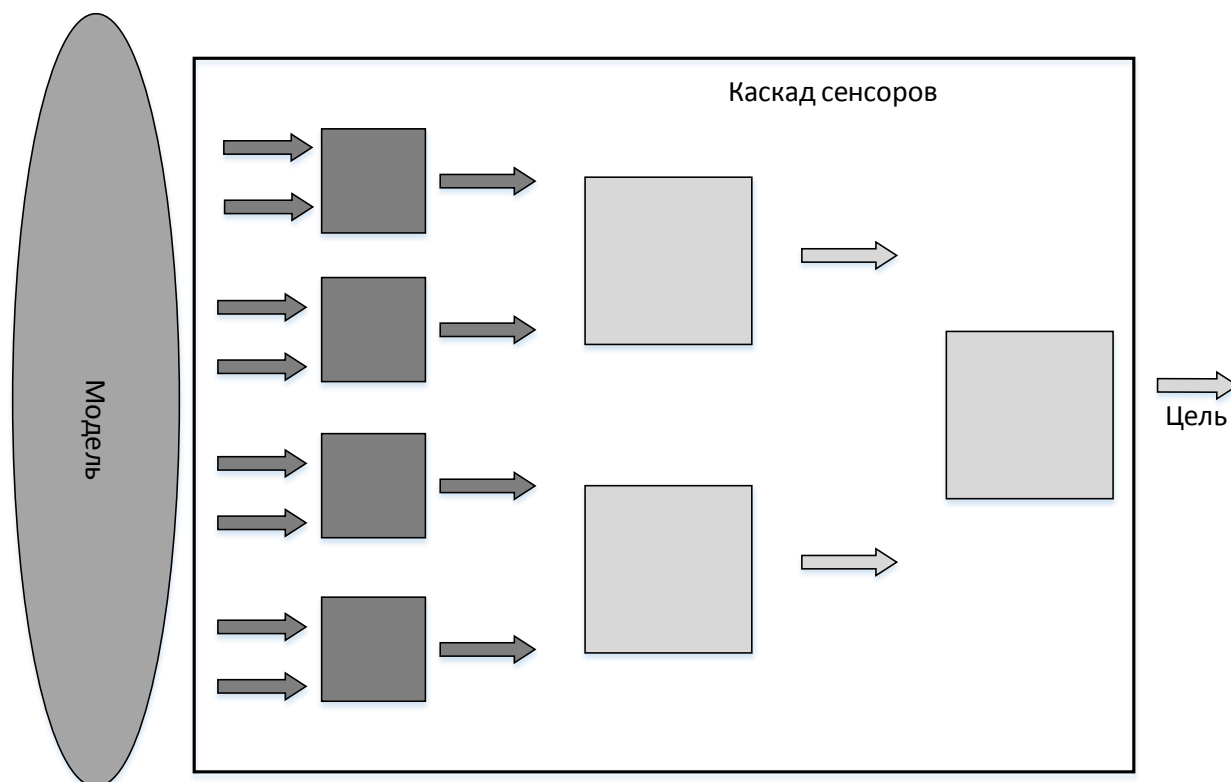 Каскад сенсоров
Модель
Цель